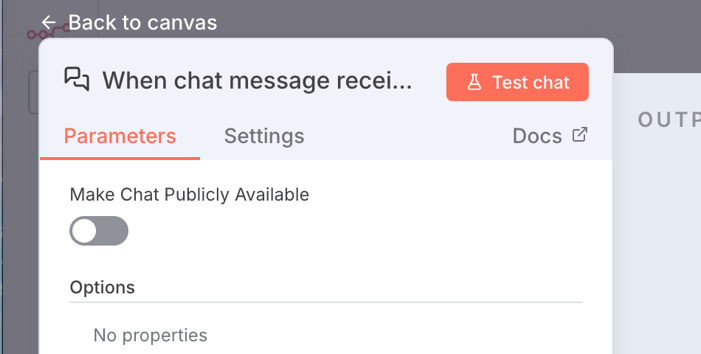 Back to canvas
When chat message recei...
Test chat
Parameters
Settings
Docs
OUTP
Make Chat Publicly Available
Options
No properties